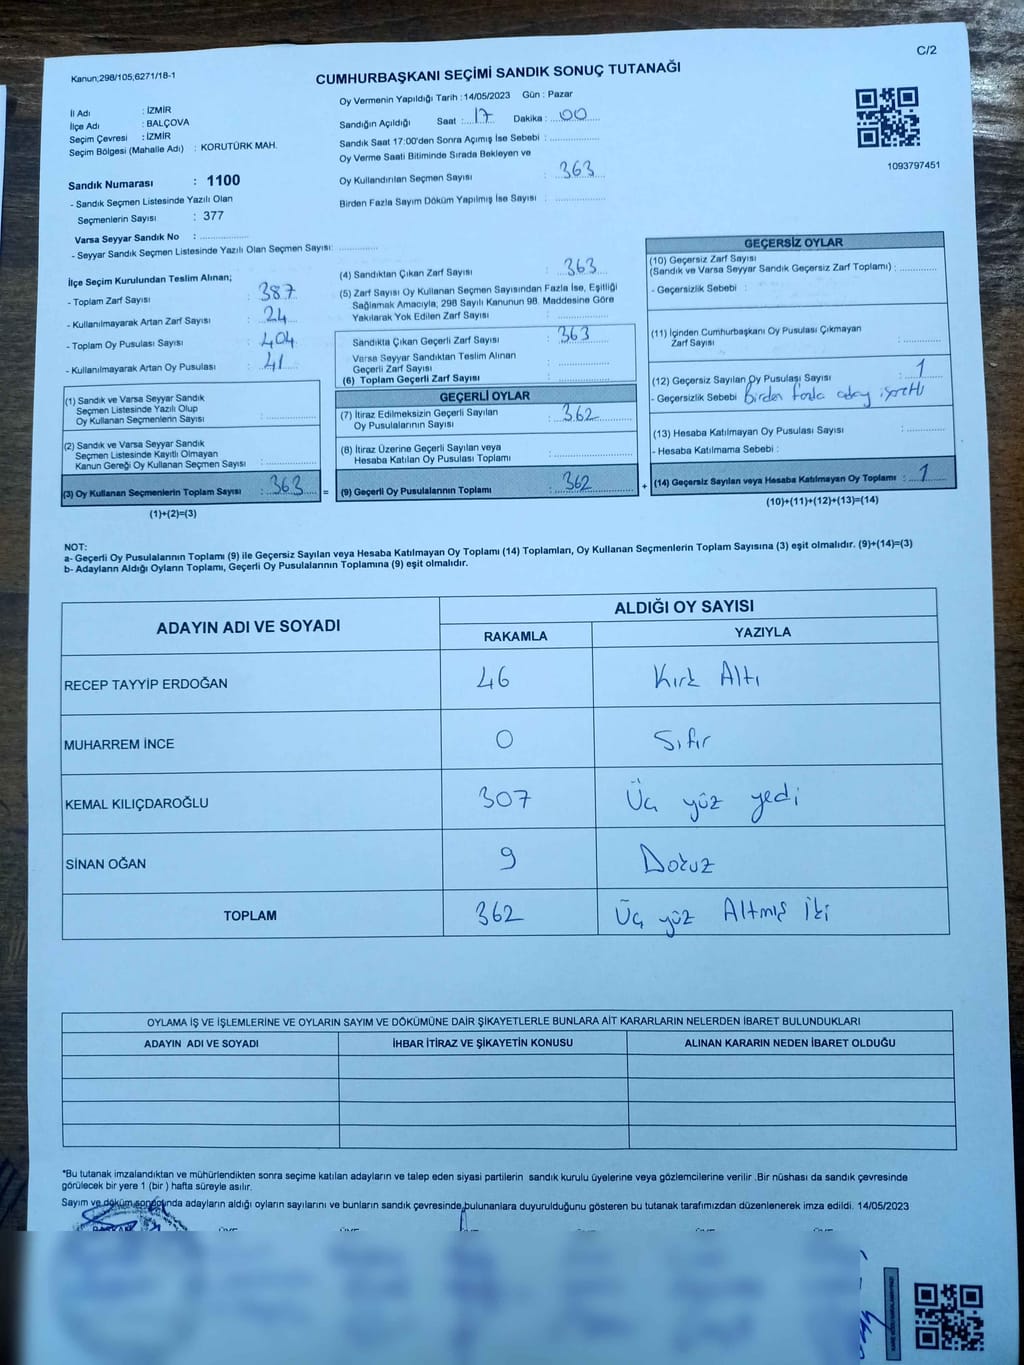 C/2
Kanun;298/105,6271/18-1
CUMHURBAŞKANI SEÇİMİ SANDIK SONUÇ TUTANAĞI
Oy Vermenin Yapıldığı Tarih :14/05/2023 Gün : Pazar
İl Adı : İZMİR
İlçe Adı : BALÇOVA
Seçim Çevresi : İZMİR
Seçim Bölgesi (Mahalle Adı) : KORUTÜRK MAH.
Sandığın Açıldığı Saat : 17 Dakika : 00
Sandık Saat 17:00'den Sonra Açımış İse Sebebi :
Oy Verme Saati Bitiminde Sırada Bekleyen ve
Oy Kullandırılan Seçmen Sayısı : 363
Birden Fazla Sayım Döküm Yapılmış İse Sayısı :
1093797451
Sandık Numarası : 1100
- Sandık Seçmen Listesinde Yazılı Olan
Seçmenlerin Sayısı : 377
Varsa Seyyar Sandık No :
- Seyyar Sandık Seçmen Listesinde Yazılı Olan Seçmen Sayısı:
İlçe Seçim Kurulundan Teslim Alınan;
- Toplam Zarf Sayısı : 387
- Kullanılmayarak Artan Zarf Sayısı : 24
- Toplam Oy Pusulası Sayısı : 404
- Kullanılmayarak Artan Oy Pusulası : 41
(1) Sandık ve Varsa Seyyar Sandık
Seçmen Listesinde Yazılı Olup
Oy Kullanan Seçmenlerin Sayısı :
(2) Sandık ve Varsa Seyyar Sandık
Seçmen Listesinde Kayıtlı Olmayan
Kanun Gereği Oy Kullanan Seçmen Sayısı :
(3) Oy Kullanan Seçmenlerin Toplam Sayısı : 363 =
(1)+(2)=(3)
(4) Sandıktan Çıkan Zarf Sayısı : 363
(5) Zarf Sayısı Oy Kullanan Seçmen Sayısından Fazla İse, Eşitliği
Sağlamak Amacıyla, 298 Sayılı Kanunun 98. Maddesine Göre
Yakılarak Yok Edilen Zarf Sayısı :
Sandıkta Çıkan Geçerli Zarf Sayısı : 363
Varsa Seyyar Sandıktan Teslim Alınan
Geçerli Zarf Sayısı :
(6) Toplam Geçerli Zarf Sayısı :
GEÇERLİ OYLAR
(7) İtiraz Edilmeksizin Geçerli Sayılan
Oy Pusulalarının Sayısı : 362
(8) İtiraz Üzerine Geçerli Sayılan veya
Hesaba Katılan Oy Pusulası Toplamı :
(9) Geçerli Oy Pusulalarının Toplamı : 362 +
GEÇERSİZ OYLAR
(10) Geçersiz Zarf Sayısı
(Sandık ve Varsa Seyyar Sandık Geçersiz Zarf Toplamı) :
- Geçersizlik Sebebi :
(11) İçinden Cumhurbaşkanı Oy Pusulası Çıkmayan
Zarf Sayısı :
(12) Geçersiz Sayılan Oy Pusulası Sayısı : 1
- Geçersizlik Sebebi Birden fazla aday işaretli
(13) Hesaba Katılmayan Oy Pusulası Sayısı :
- Hesaba Katılmama Sebebi :
(14) Geçersiz Sayılan veya Hesaba Katılmayan Oy Toplamı : 1
(10)+(11)+(12)+(13)=(14)
NOT:
a- Geçerli Oy Pusulalarının Toplamı (9) ile Geçersiz Sayılan veya Hesaba Katılmayan Oy Toplamı (14) Toplamları, Oy Kullanan Seçmenlerin Toplam Sayısına (3) eşit olmalıdır. (9)+(14)=(3)
b- Adayların Aldığı Oyların Toplamı, Geçerli Oy Pusulalarının Toplamına (9) eşit olmalıdır.
ADAYIN ADI VE SOYADI ALDIĞI OY SAYISI
RAKAMLA YAZIYLA
RECEP TAYYİP ERDOĞAN 46 Kırk Altı
MUHARREM İNCE 0 Sıfır
KEMAL KILIÇDAROĞLU 307 Üç yüz yedi
SİNAN OĞAN 9 Dokuz
TOPLAM 362 Üç yüz Altmış İki
OYLAMA İŞ VE İŞLEMLERİNE VE OYLARIN SAYIM VE DÖKÜMÜNE DAİR ŞİKAYETLERLE BUNLARA AİT KARARLARIN NELERDEN İBARET BULUNDUKLARI
ADAYIN ADI VE SOYADI İHBAR İTİRAZ VE ŞİKAYETİN KONUSU ALINAN KARARIN NEDEN İBARET OLDUĞU
*Bu tutanak imzalandıktan ve mühürlendikten sonra seçime katılan adayların ve talep eden siyasi partilerin sandık kurulu üyelerine veya gözlemcilerine verilir .Bir nüshası da sandık çevresinde
görülecek bir yere 1 (bir ) hafta süreyle asılır.
Sayım ve döküm sonucunda adayların aldığı oyların sayılarını ve bunların sandık çevresinde bulunanlara duyurulduğunu gösteren bu tutanak tarafımızdan düzenlenerek imza edildi. 14/05/2023